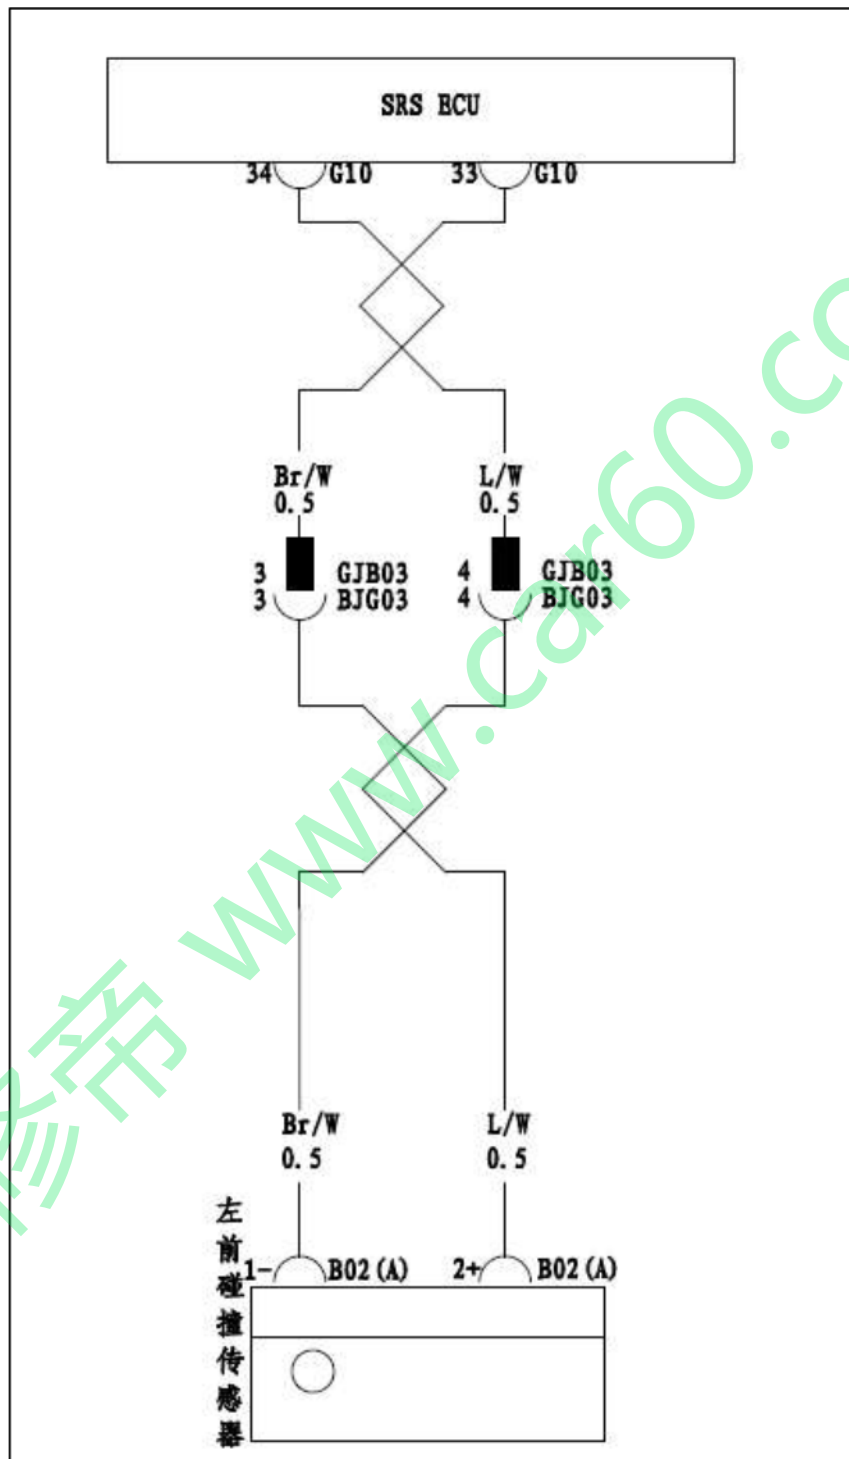 SRS ECU
34 G10 33 G10
Br/W L/W
0.5 0.5
3 GJB03 4 GJB03
3 BJG03 4 BJG03
Br/W L/W
0.5 0.5
左前碰撞传感器
1- B02(A) 2+ B02(A)
修帝 www.car60.co